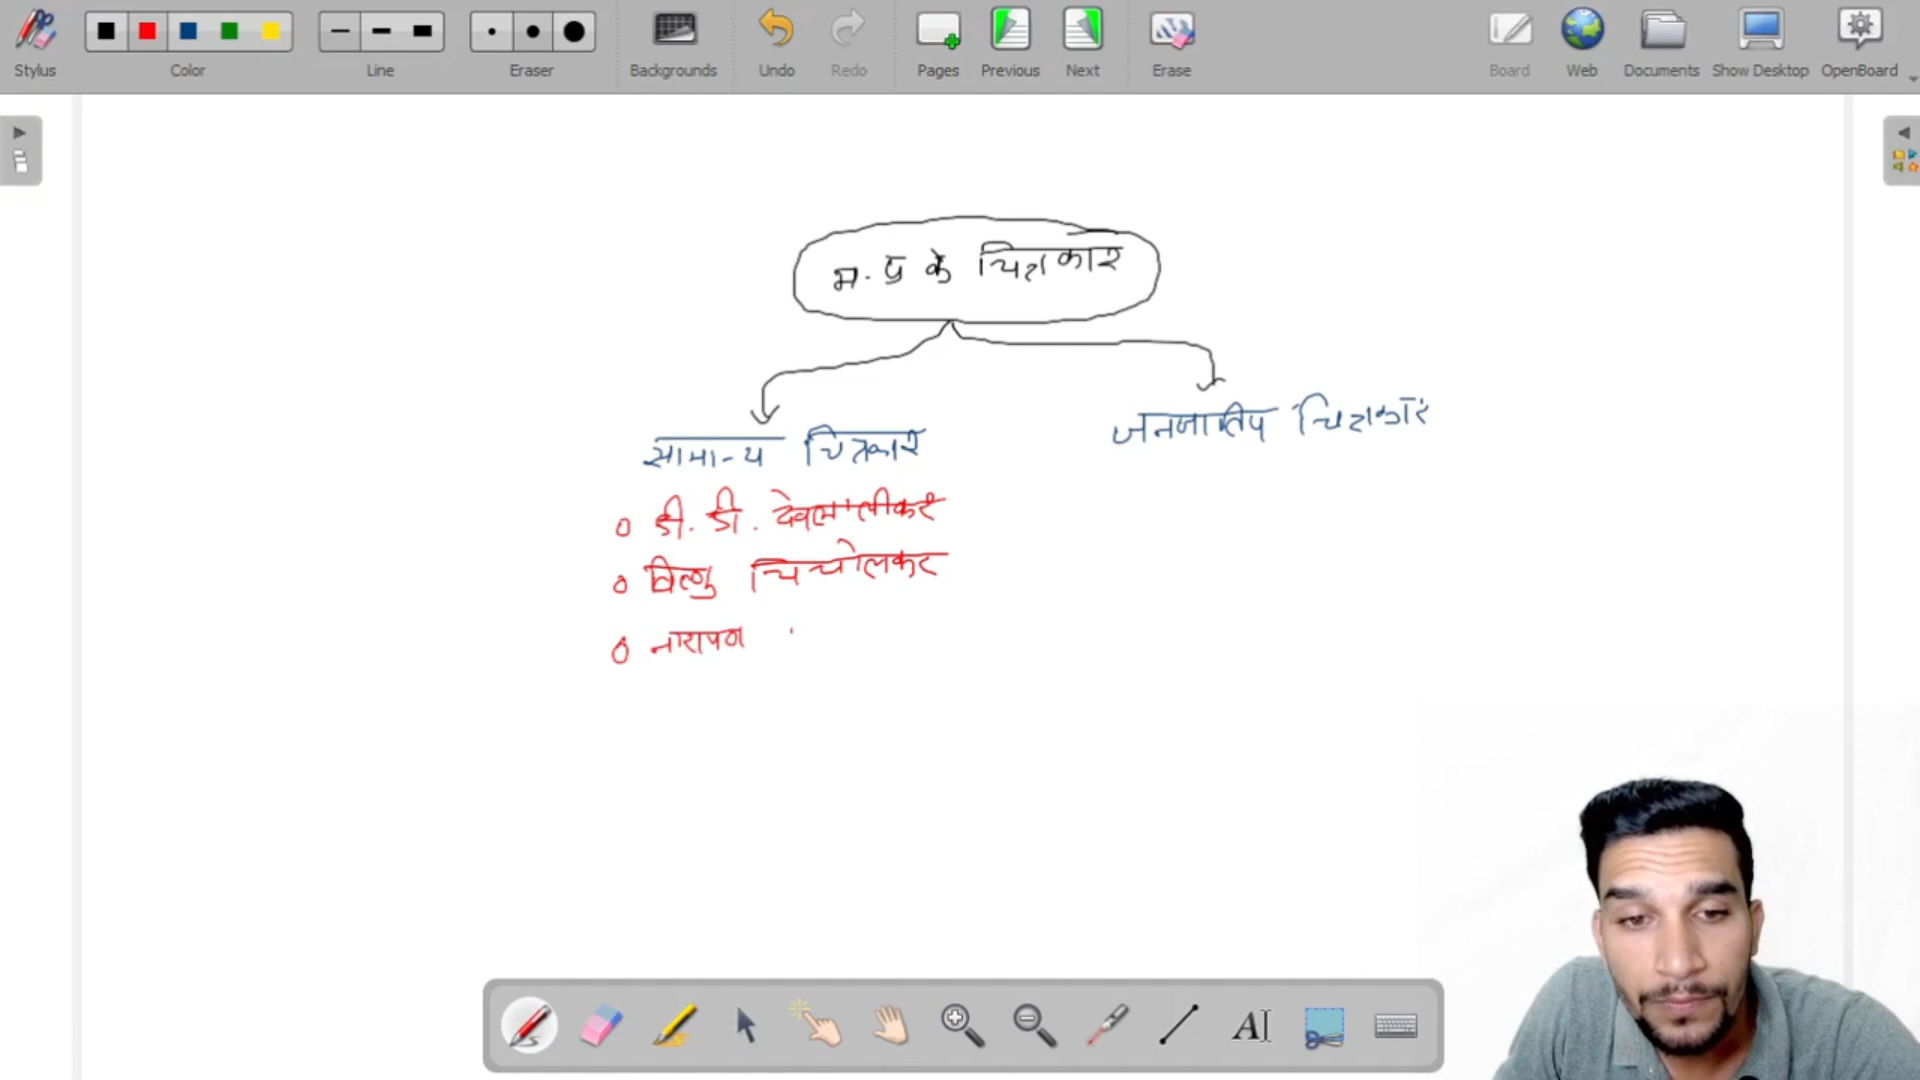 Stylus
Color
Line
Eraser
Backgrounds
Undo
Redo
Pages
Previous
Next
Erase
Board
Web
Documents
Show Desktop
OpenBoard
म. प्र के चित्रकार
सामान्य चित्रकार
जनजातिय चित्रकार
डी. डी. देवलालीकर
विष्णु चिंचोलकर
नारायण
AI